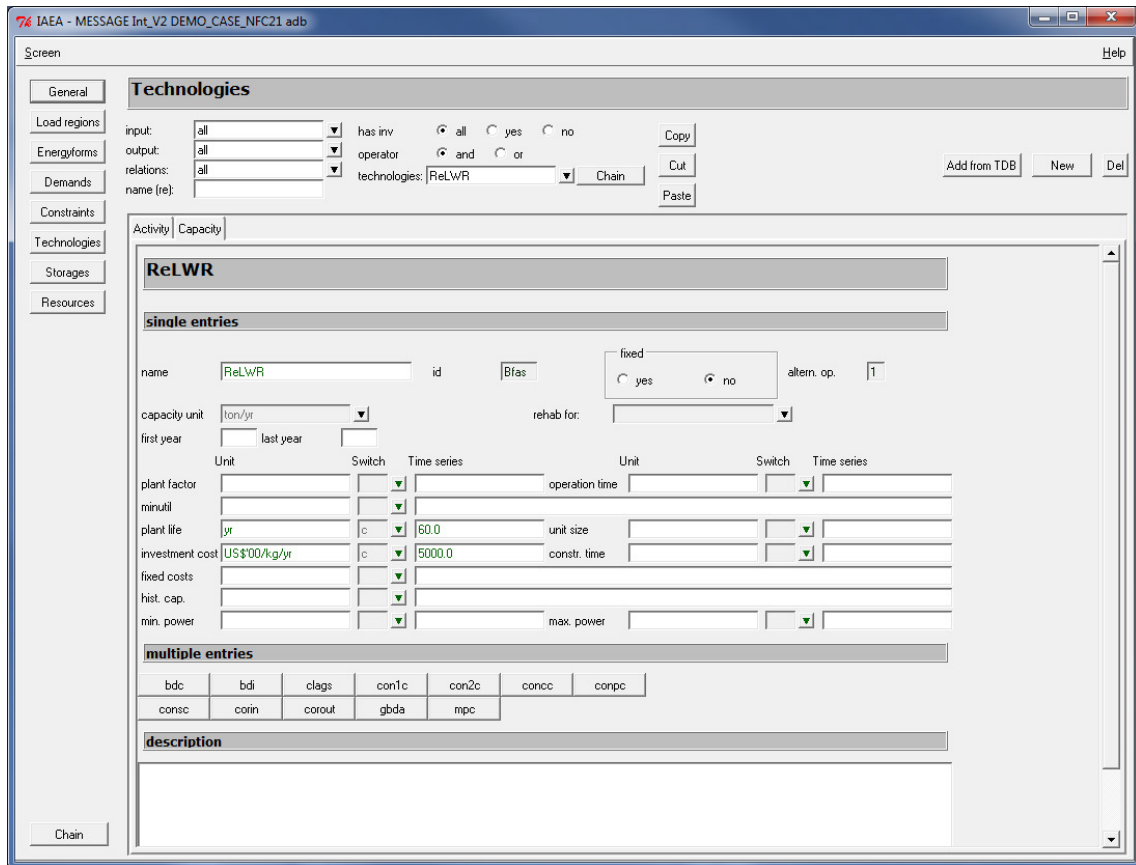 IAEA - MESSAGE Int_V2 DEMO_CASE_NFC21 adb
Screen Help
General
Load regions
Energyforms
Demands
Constraints
Technologies
Storages
Resources
Chain
Technologies
input: all has inv all yes no Copy
output: all operator and or Cut Add from TDB New Del
relations: all technologies: ReLWR Chain
name (re): Paste
Activity Capacity
ReLWR
single entries
fixed
name ReLWR id Bfas yes no altern. op. 1
capacity unit ton/yr rehab for:
first year last year
Unit Switch Time series Unit Switch Time series
plant factor operation time
minutil
plant life yr c 60.0 unit size
investment cost US$'00/kg/yr c 5000.0 constr. time
fixed costs
hist. cap.
min. power max. power
multiple entries
bdc bdi clags con1c con2c concc conpc
consc corin corout gbda mpc
description